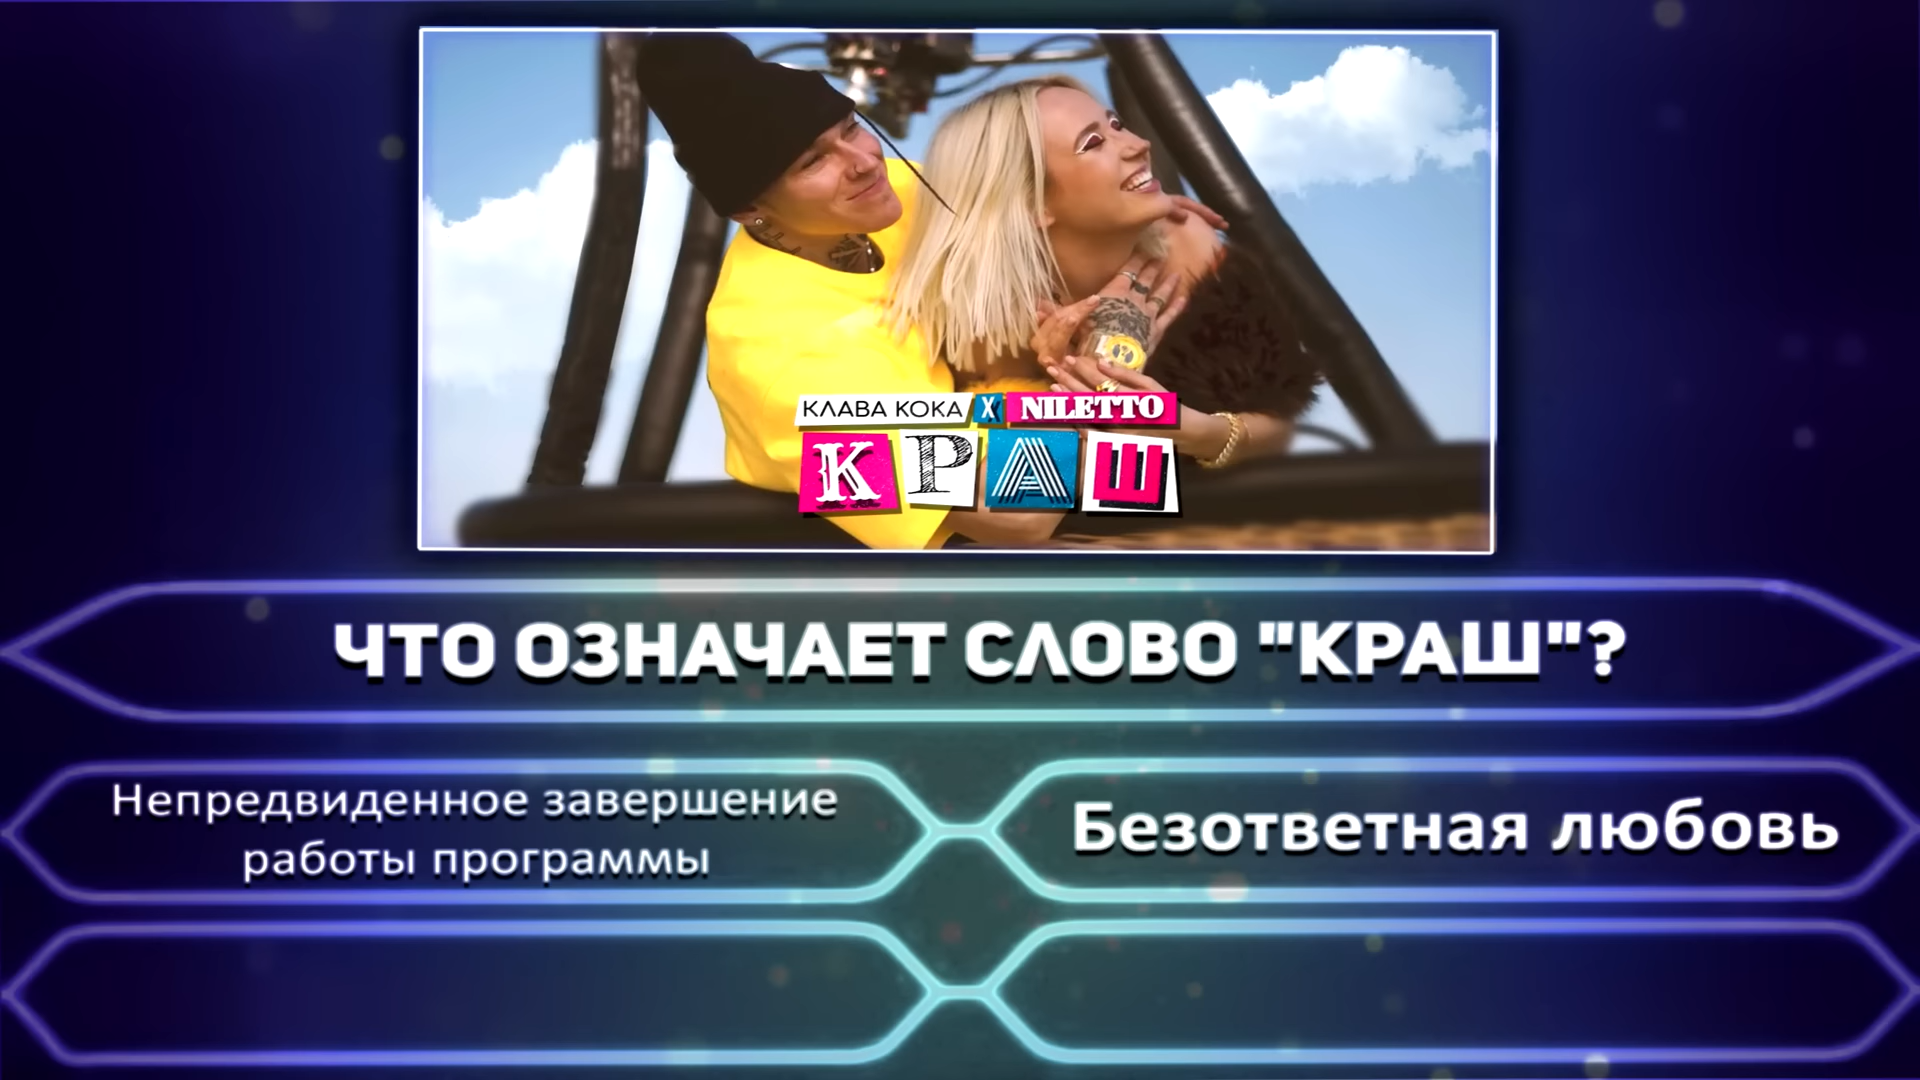 КЛАВА КОКА X NILETTO
КРАШ
ЧТО ОЗНАЧАЕТ СЛОВО "КРАШ"?
Непредвиденное завершение
работы программы
Безответная любовь